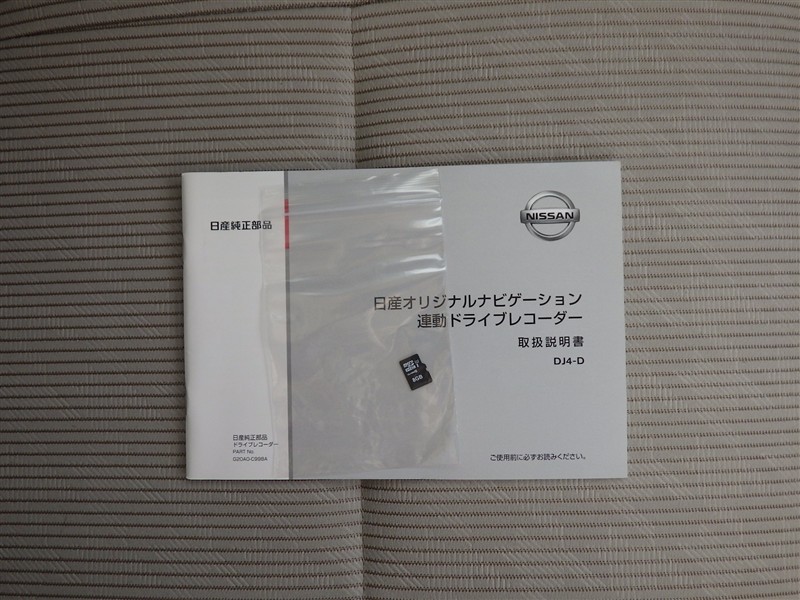 日産純正部品
NISSAN
日産オリジナルナビゲーション
連動ドライブレコーダー
取扱説明書
DJ4-D
8GB
日産純正部品
ドライブレコーダー
PART No.
ご使用前に必ずお読みください。